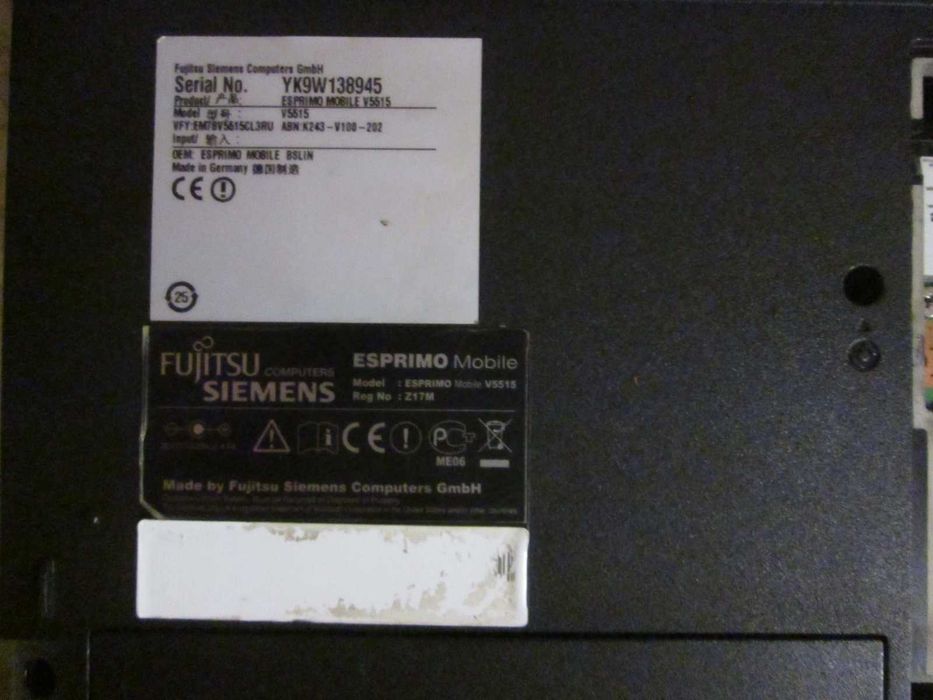 Fujitsu Siemens Computers GmbH
Serial No. YK9W138945
Product/ 产品: ESPRIMO MOBILE V5515
Model 型号 : V5515
VFY:EM78V5515CL3RU ABN:K243-V100-202
Input/ 输入 :
OEM: ESPRIMO MOBILE BSLIN
Made in Germany 德国制造
CE
25
FUJITSU COMPUTERS
SIEMENS
ESPRIMO Mobile
Model : ESPRIMO Mobile V5515
Reg No : Z17M
i CE ! PC
ME06
Made by Fujitsu Siemens Computers GmbH